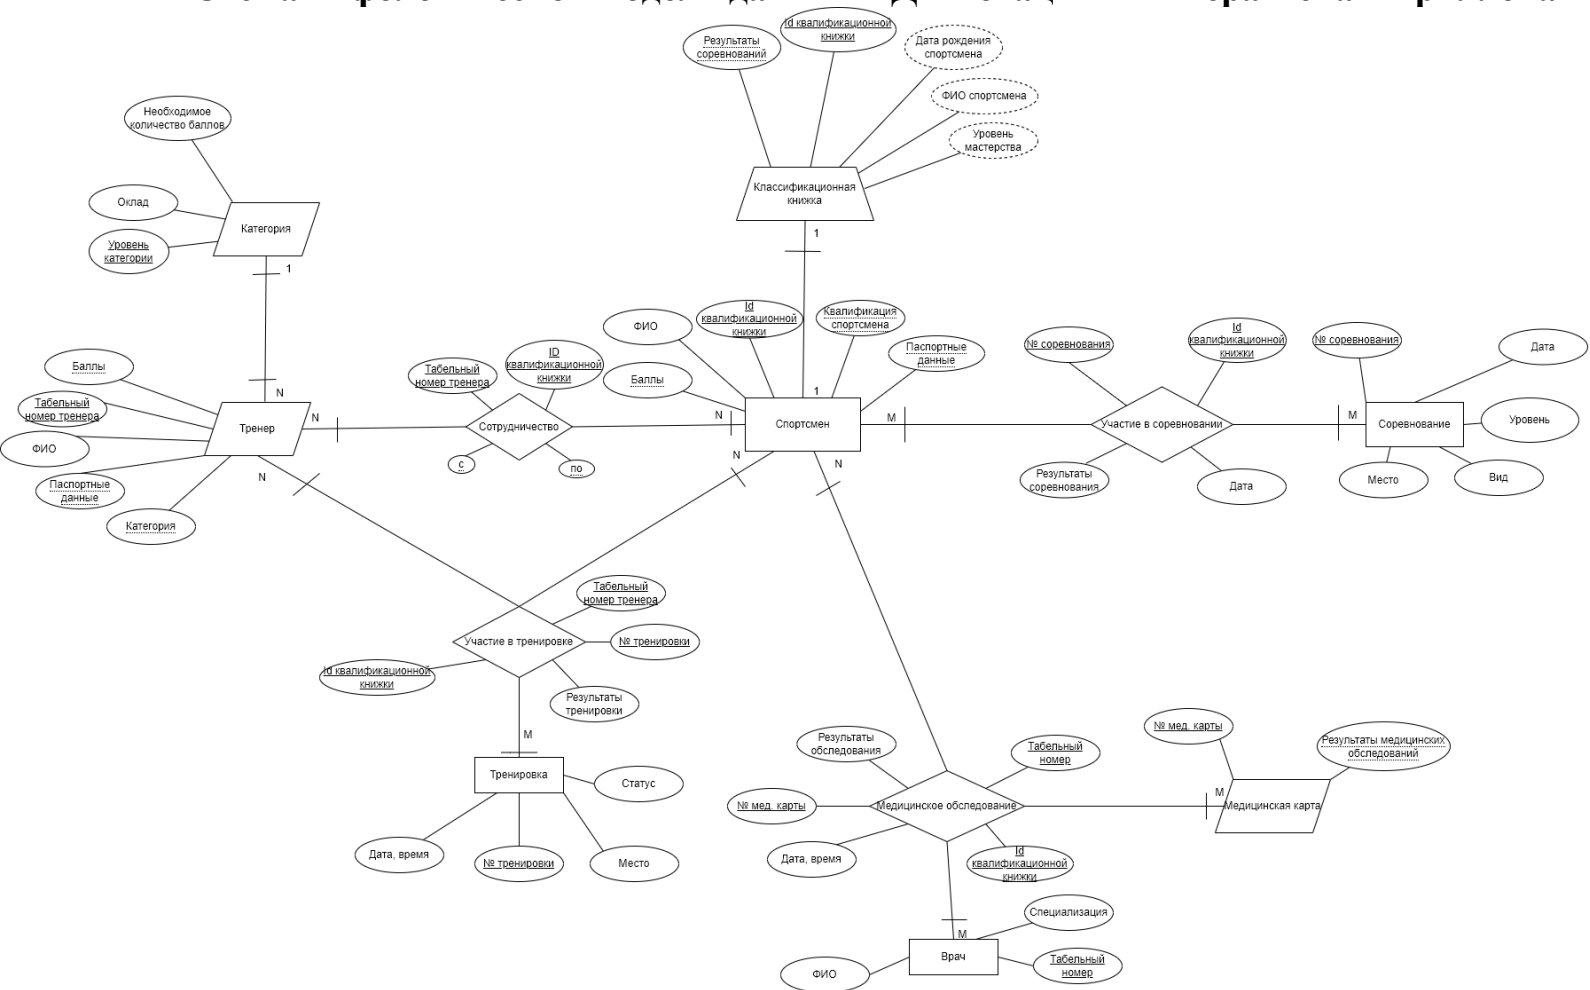 Результаты
соревнований
Id квалификационной
книжки
Дата рождения
спортсмена
ФИО спортсмена
Уровень
мастерства
Необходимое
количество баллов
Классификационная
книжка
Оклад
Категория
Уровень
категории
1
1
ФИО
Id
квалификационной
книжки
Квалификация
спортсмена
Паспортные
данные
Баллы
1
№ соревнования
Id
квалификационной
книжки
№ соревнования
Дата
Баллы
Табельный
номер тренера
ФИО
Паспортные
данные
Категория
N
Тренер
N
N
Табельный
номер тренера
ID
квалификационной
книжки
Сотрудничество
с
по
N
Спортсмен
N
N
M
Участие в соревновании
Результаты
соревнования
Дата
M
Соревнование
Уровень
Место
Вид
Табельный
номер тренера
Участие в тренировке
№ тренировки
Id квалификационной
книжки
Результаты
тренировки
M
Тренировка
Статус
Дата, время
№ тренировки
Место
Результаты
обследования
Табельный
номер
№ мед. карты
Результаты медицинских
обследований
№ мед. карты
Медицинское обследование
M
Медицинская карта
Дата, время
Id
квалификационной
книжки
Специализация
M
Врач
ФИО
Табельный
номер